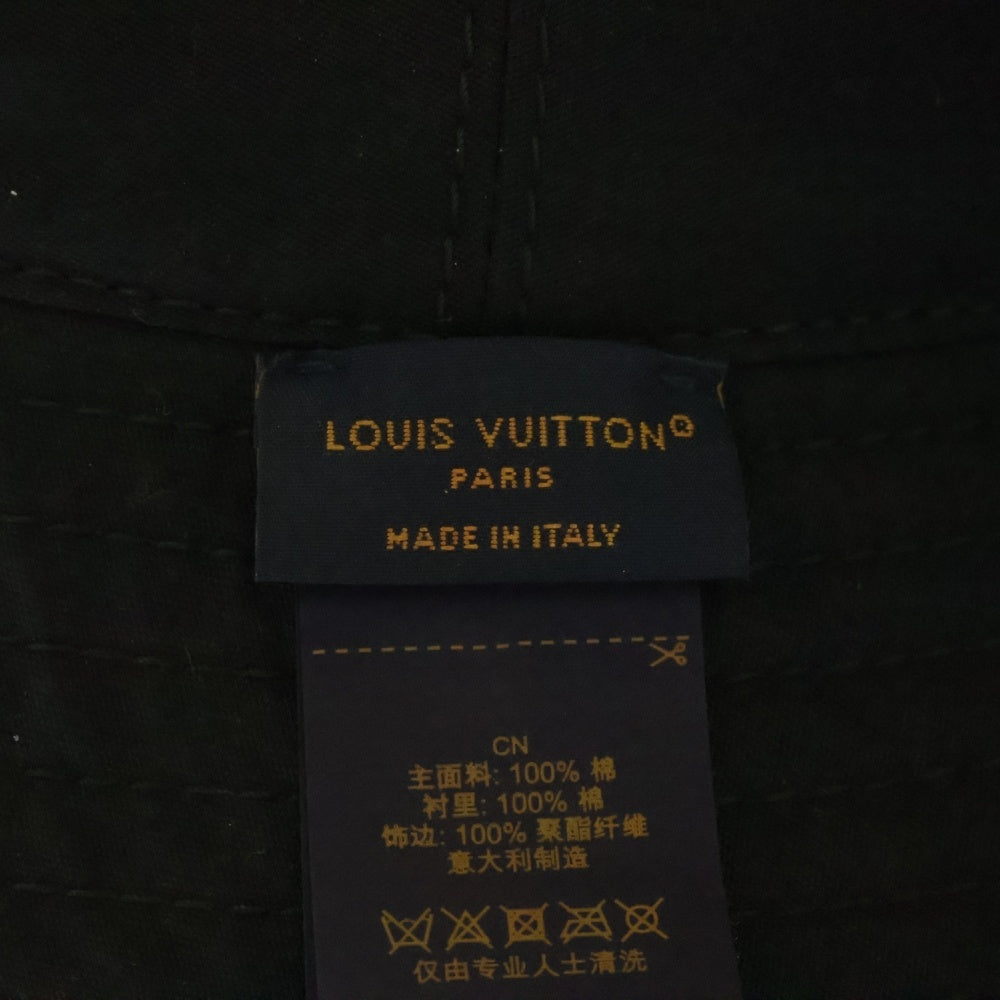 LOUIS VUITTON®
PARIS
MADE IN ITALY
CN
主面料: 100% 棉
衬里: 100% 棉
饰边: 100% 聚酯纤维
意大利制造
仅由专业人士清洗